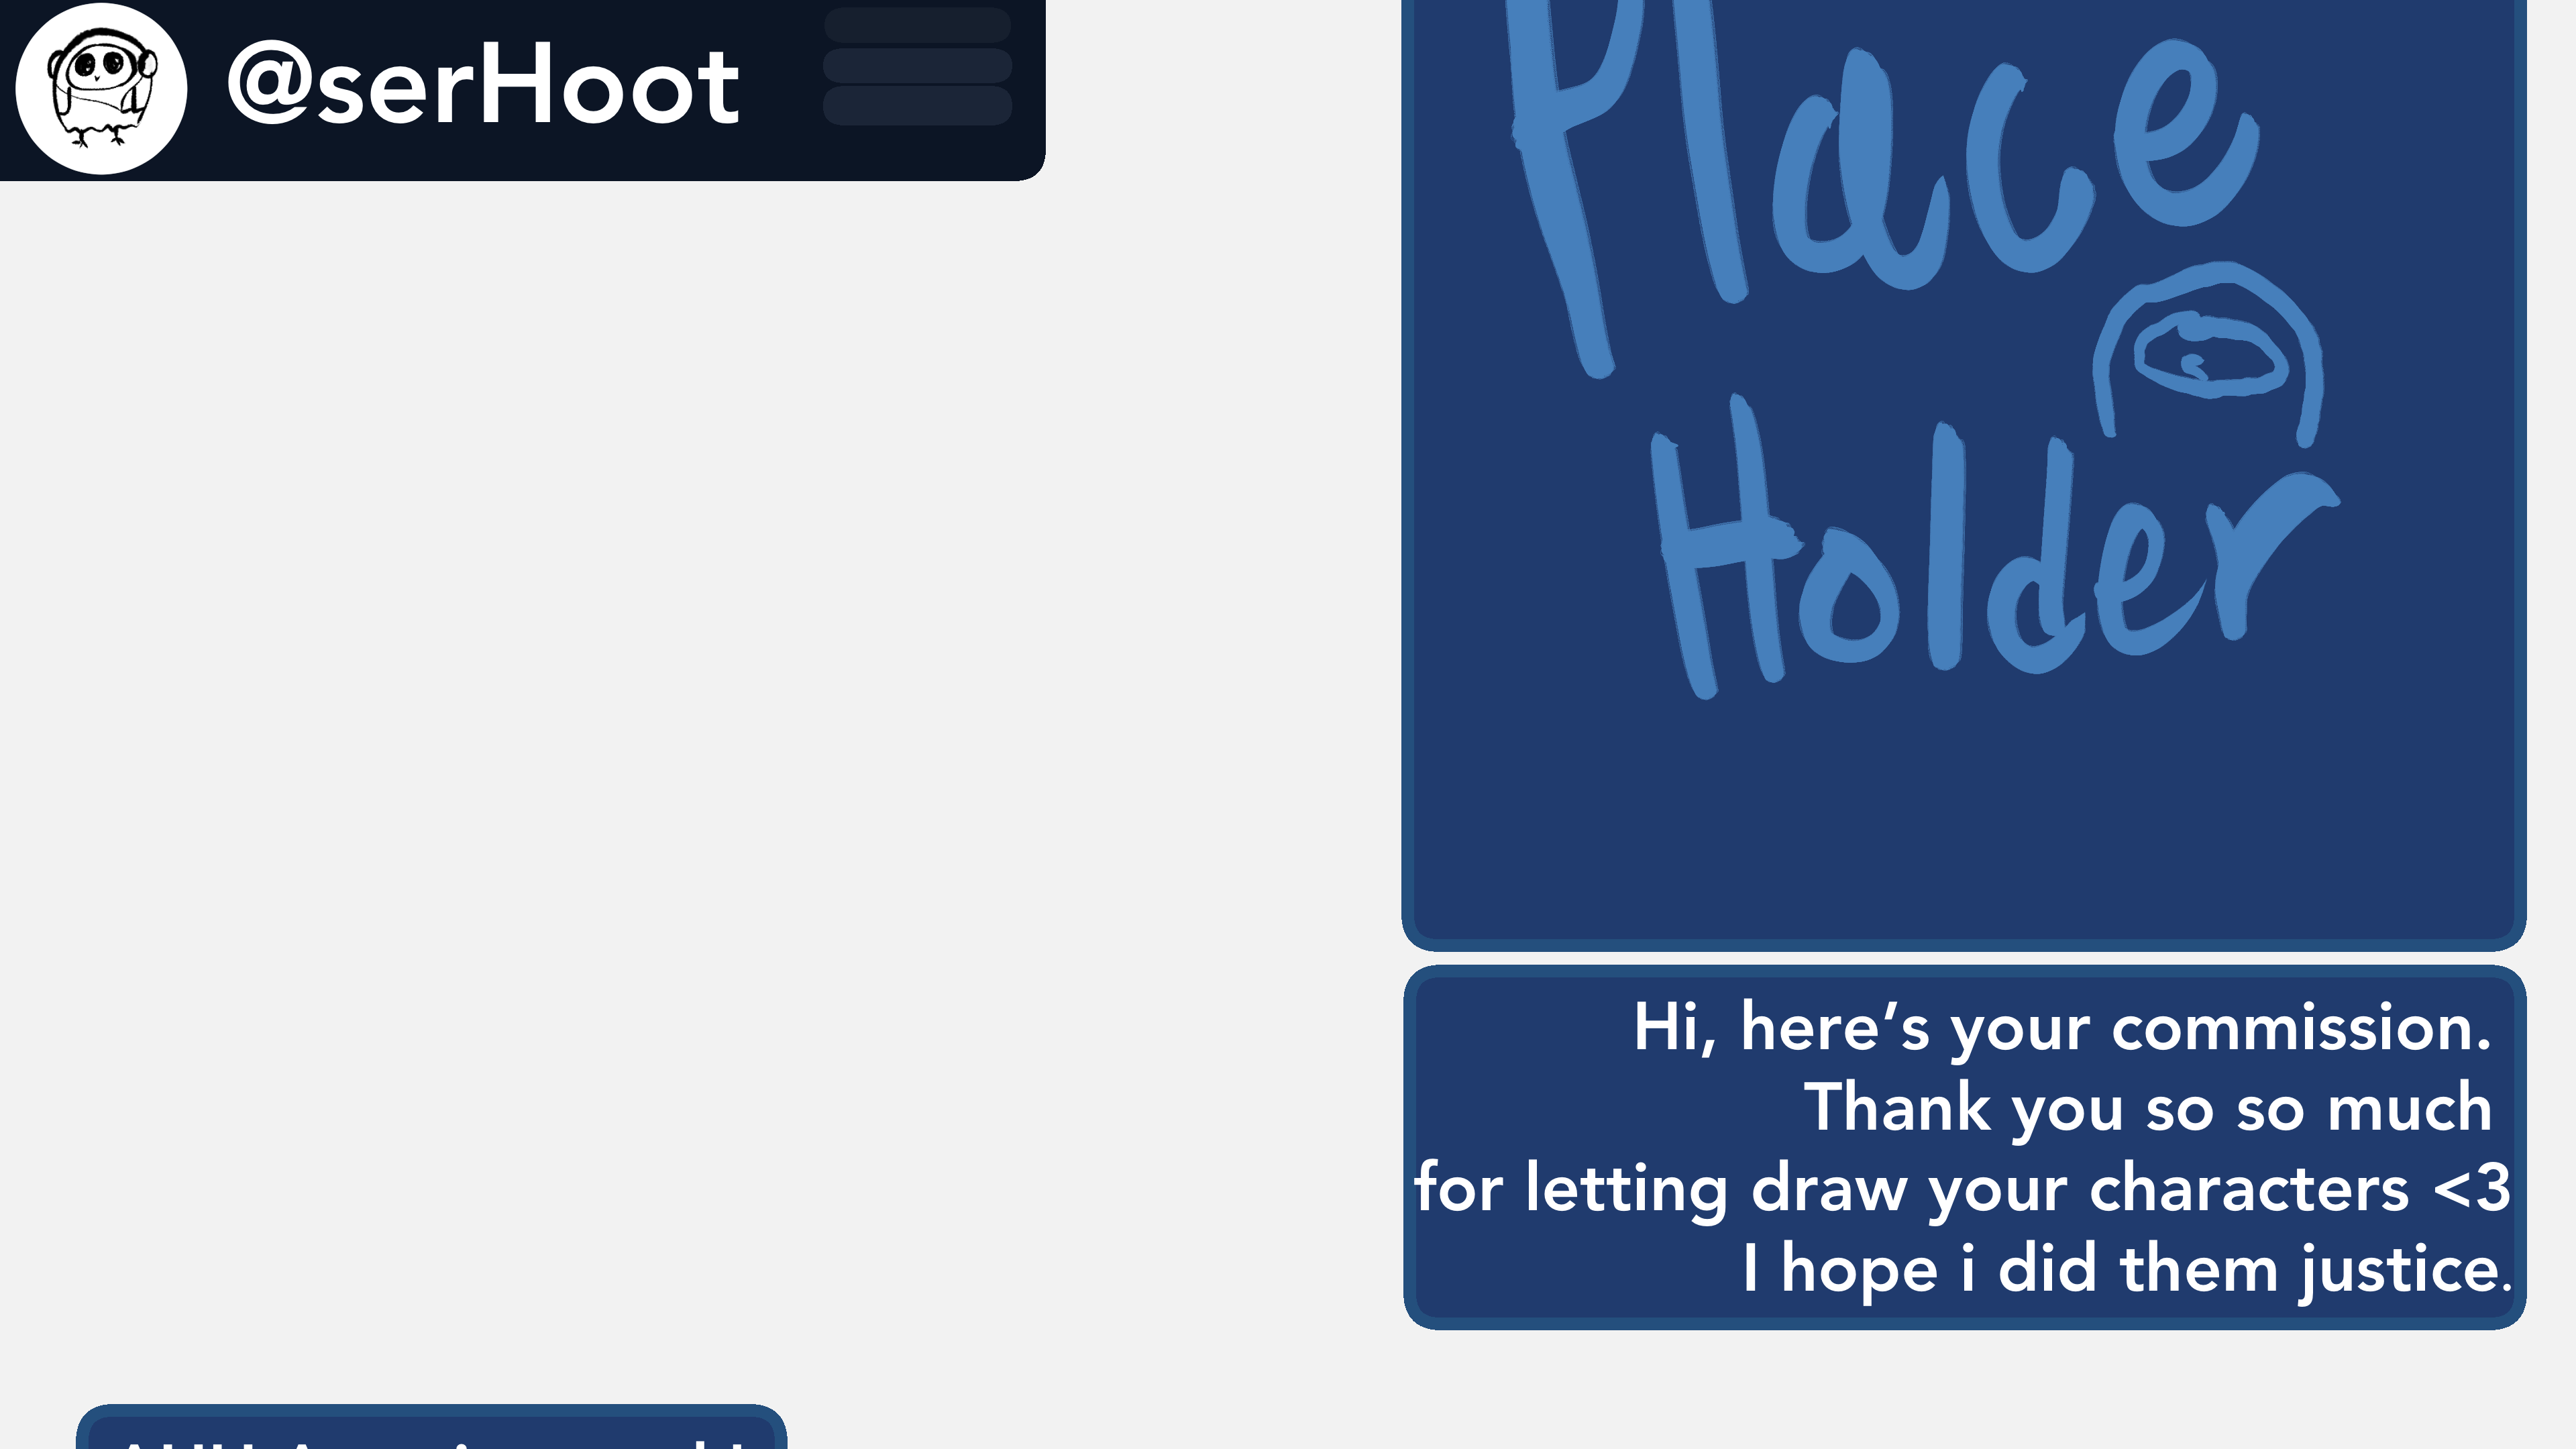 @serHoot
Place
Holder
Hi, here’s your commission.
Thank you so so much
for letting draw your characters <3
I hope i did them justice.